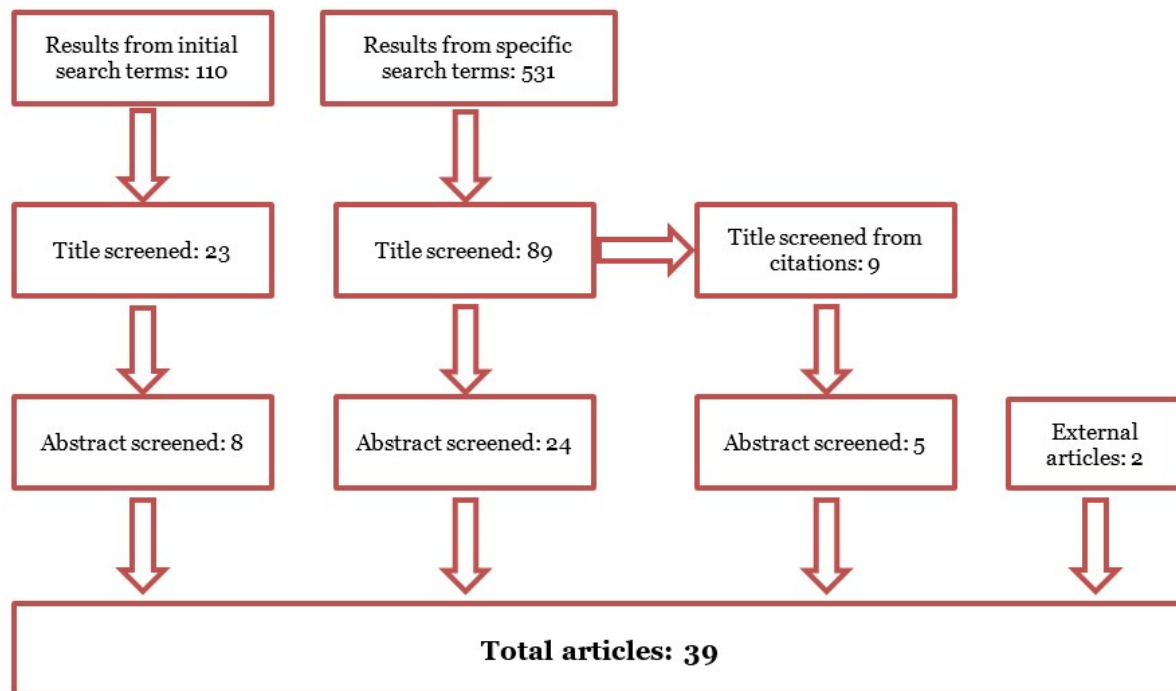 Results from initial
search terms: 110
Results from specific
search terms: 531
Title screened: 23
Title screened: 89
Title screened from
citations: 9
Abstract screened: 8
Abstract screened: 24
Abstract screened: 5
External
articles: 2
Total articles: 39